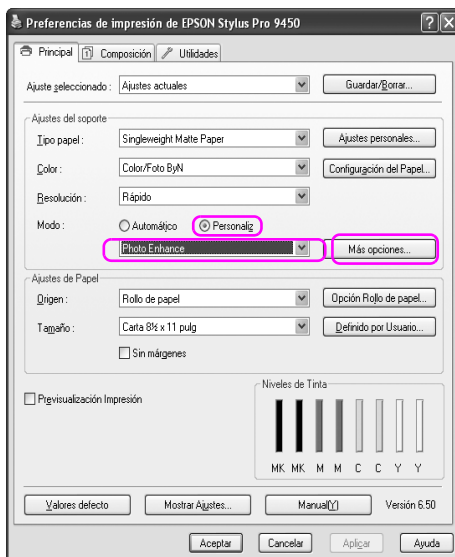 Preferencias de impresión de EPSON Stylus Pro 9450
Principal Composición Utilidades
Ajuste seleccionado : Ajustes actuales Guardar/Borrar...
Ajustes del soporte
Tipo papel : Singleweight Matte Paper Ajustes personales...
Color : Color/Foto ByN Configuración del Papel...
Resolución : Rápido
Modo : Automático Personaliz
Photo Enhance Más opciones...
Ajustes de Papel
Origen : Rollo de papel Opción Rollo de papel...
Tamaño : Carta 8½ x 11 pulg Definido por Usuario...
Sin márgenes
Previsualización Impresión
Niveles de Tinta
MK MK M M C C Y Y
Valores defecto Mostrar Ajustes... Manual(Y) Versión 6.50
Aceptar Cancelar Aplicar Ayuda